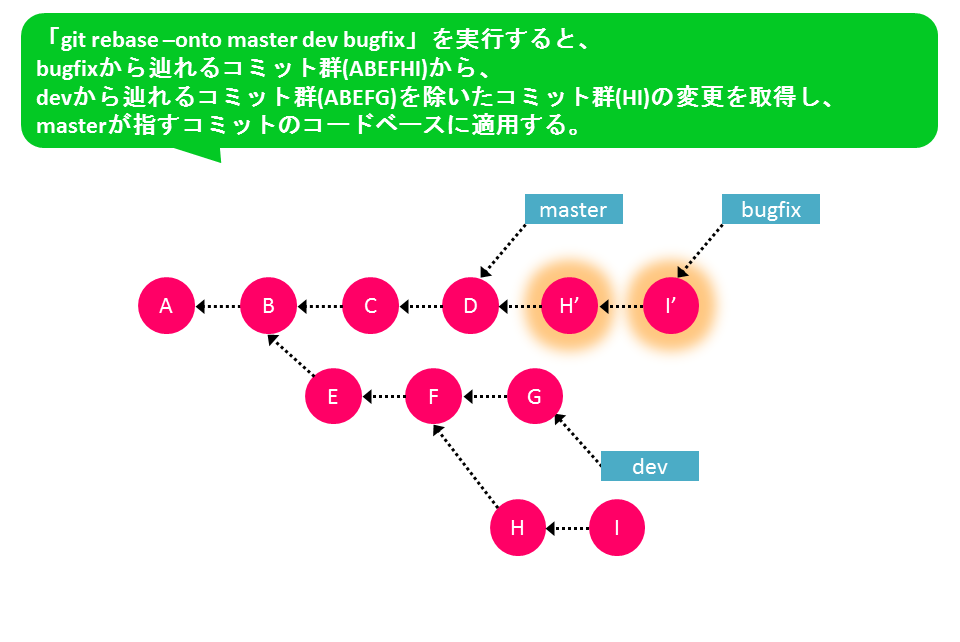 「git rebase –onto master dev bugfix」を実行すると、
bugfixから辿れるコミット群(ABEFHI)から、
devから辿れるコミット群(ABEFG)を除いたコミット群(HI)の変更を取得し、
masterが指すコミットのコードベースに適用する。
master
bugfix
A
B
C
D
H’
I’
E
F
G
dev
H
I